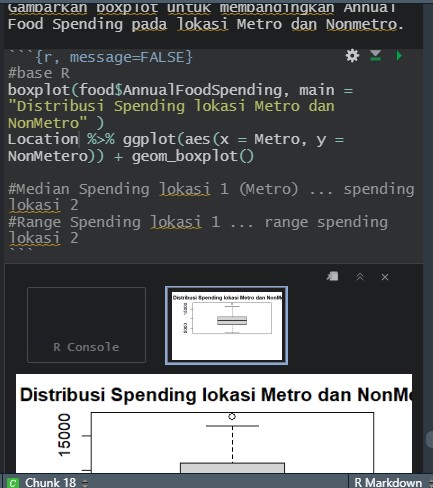 Gambarkan boxplot untuk membandingkan Annual
Food Spending pada lokasi Metro dan Nonmetro.
```{r, message=FALSE}
#base R
boxplot(food$AnnualFoodSpending, main =
"Distribusi Spending lokasi Metro dan
NonMetro" )
Location %>% ggplot(aes(x = Metro, y =
NonMetero)) + geom_boxplot()
#Median Spending lokasi 1 (Metro) ... spending
lokasi 2
#Range Spending lokasi 1 ... range spending
lokasi 2
```
R Console
Distribusi Spending lokasi Metro dan NonM
5000 15000
Distribusi Spending lokasi Metro dan NonMe
15000
C Chunk 18
R Markdown